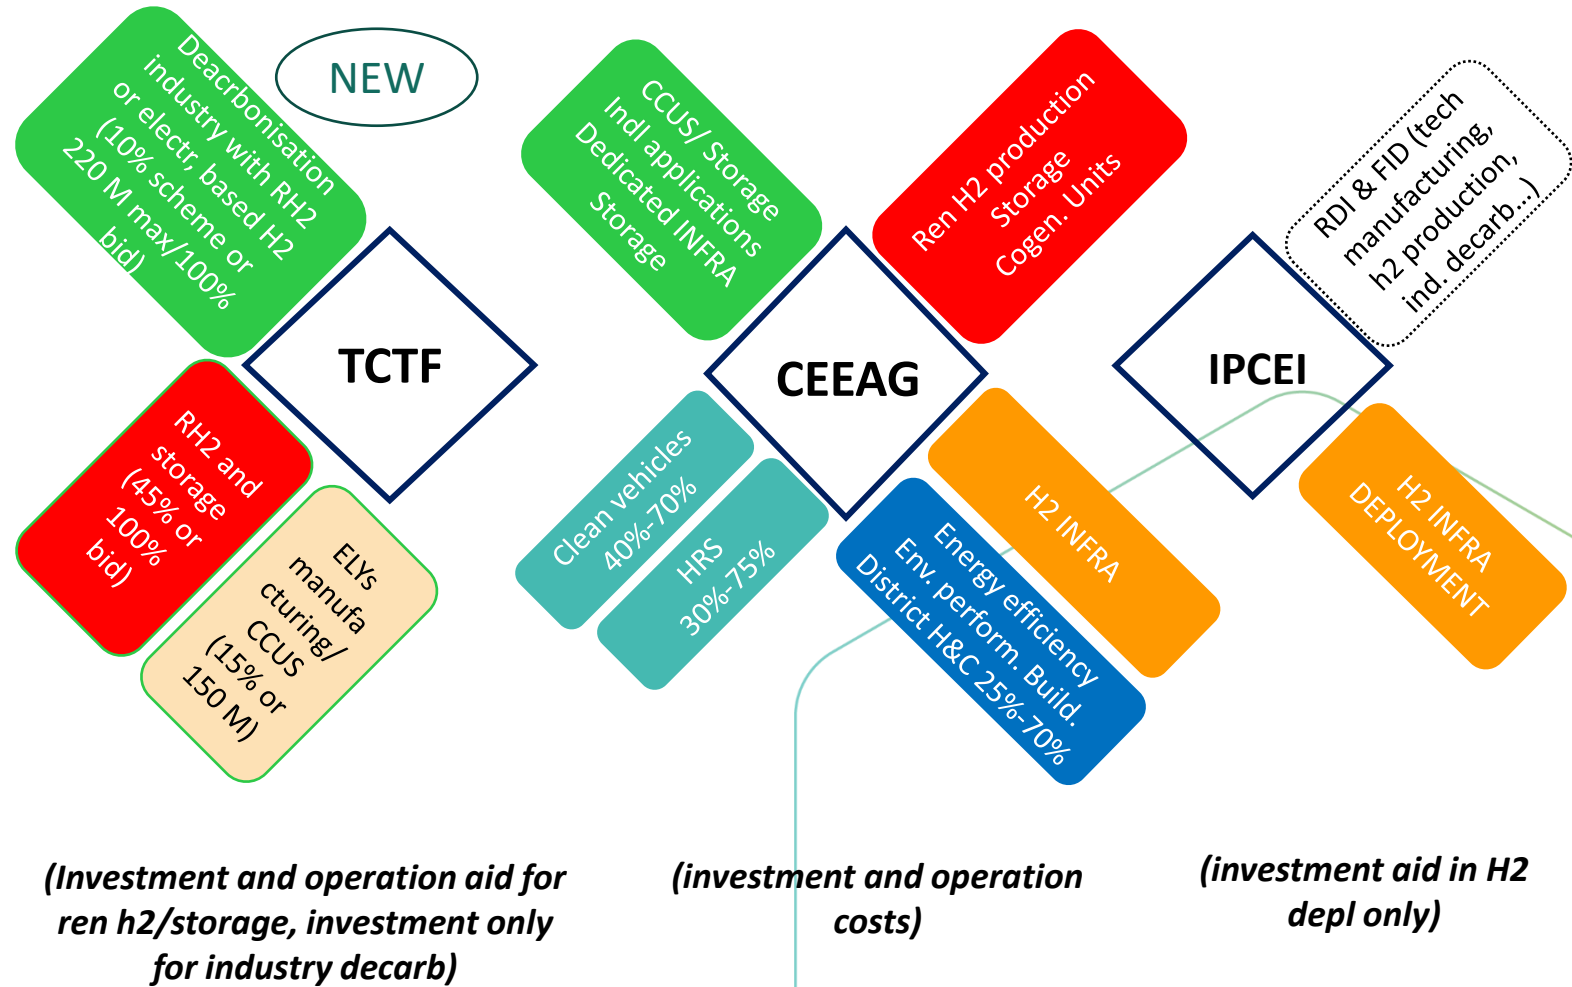 Deacrbonisation
industry with RH2
or electr, based H2
(10% scheme or
220 M max/100%
bid)
NEW
TCTF
RH2 and
storage
(45% or
100%
bid)
ELYs
manufa
cturing/
CCUS
(15% or
150 M)
(Investment and operation aid for
ren h2/storage, investment only
for industry decarb)
CCUS/ Storage
Indl applications
Dedicated INFRA
Storage
Ren H2 production
Storage
Cogen. Units
CEEAG
Clean vehicles
40%-70%
HRS
30%-75%
Energy efficiency
Env. perform. Build.
District H&C 25%-70%
H2 INFRA
(investment and operation
costs)
RDI & FID (tech
manufacturing,
h2 production,
ind. decarb...)
IPCEI
H2 INFRA
DEPLOYMENT
(investment aid in H2
depl only)